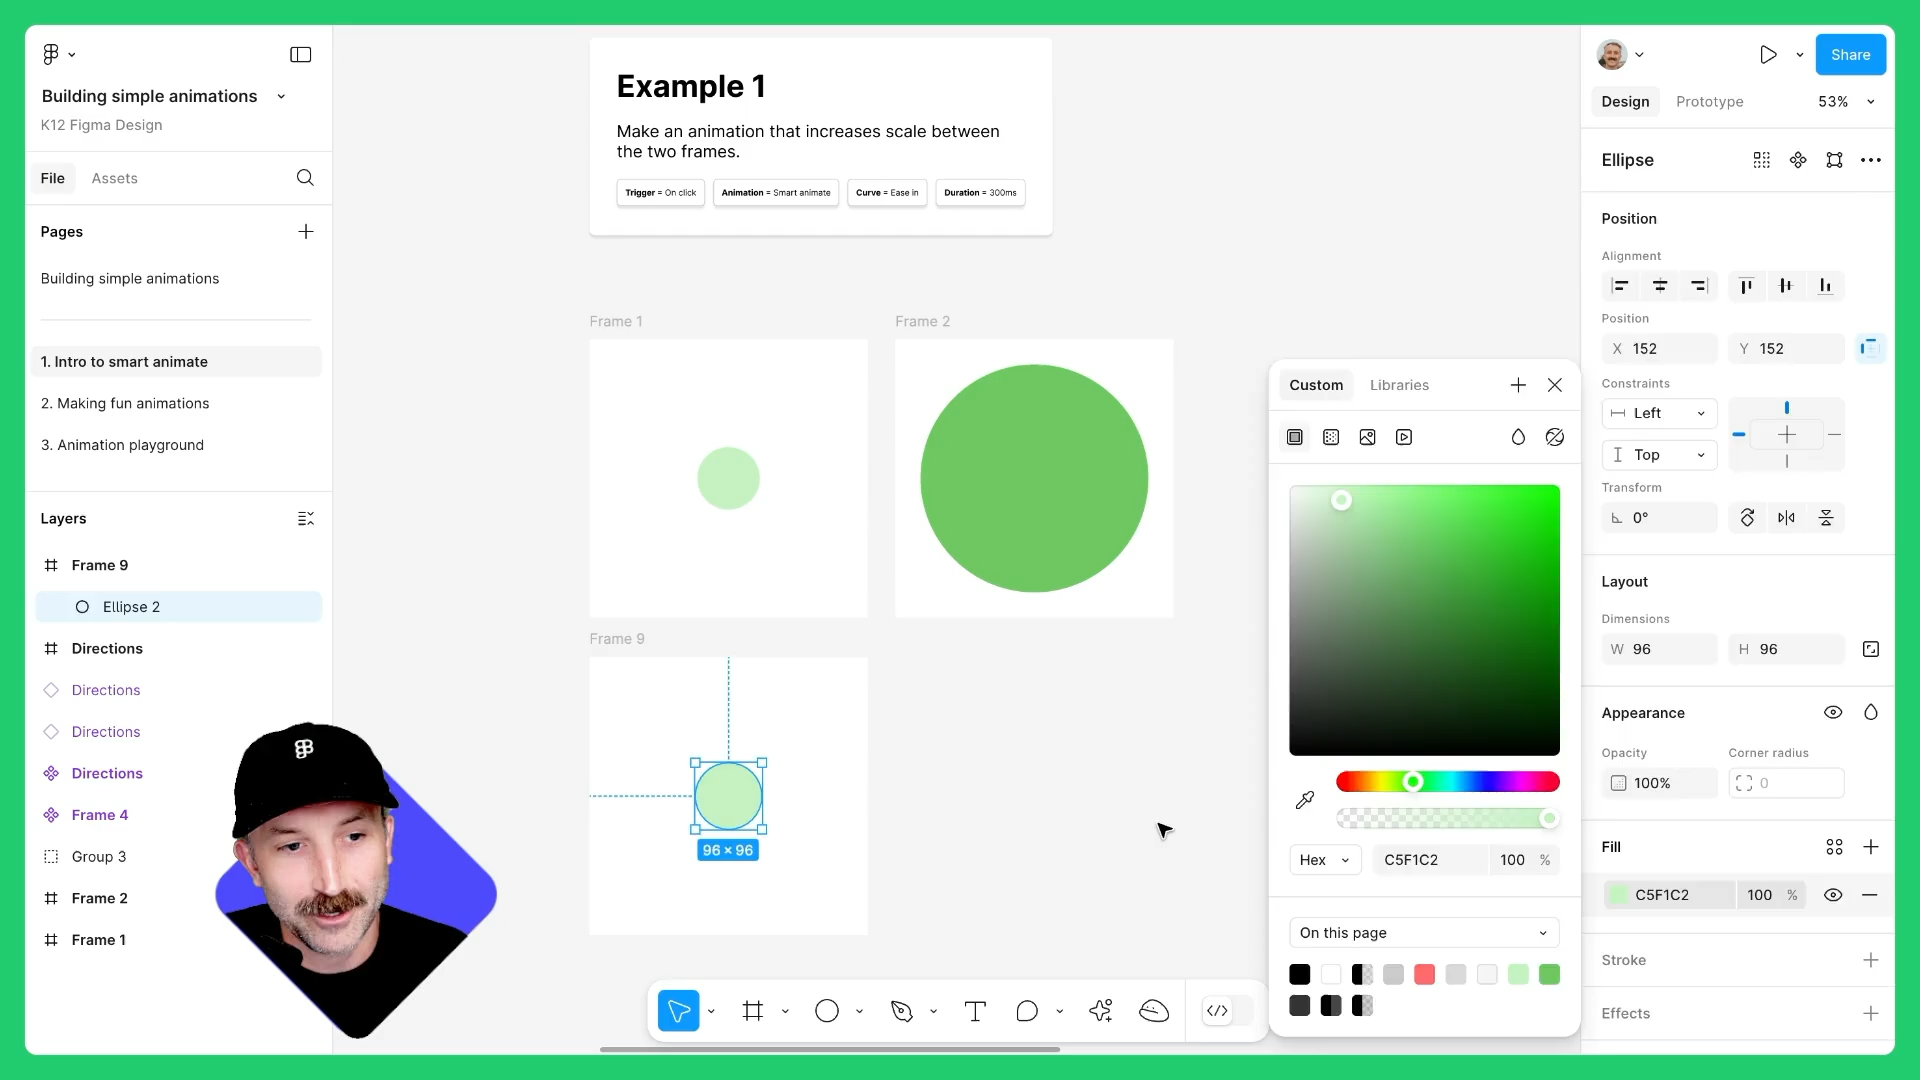 Building simple animations
K12 Figma Design
File
Assets
Pages
Building simple animations
1. Intro to smart animate
2. Making fun animations
3. Animation playground
Layers
Frame 9
Ellipse 2
Directions
Directions
Directions
Directions
Frame 4
Group 3
Frame 2
Frame 1
Example 1
Make an animation that increases scale between
the two frames.
Trigger = On click
Animation = Smart animate
Curve = Ease in
Duration = 300ms
Frame 1
Frame 2
Frame 9
96 × 96
Custom
Libraries
Hex
C5F1C2
100 %
On this page
Share
Design
Prototype
53%
Ellipse
Position
Alignment
Position
X 152
Y 152
Constraints
Left
Top
Transform
0°
Layout
Dimensions
W 96
H 96
Appearance
Opacity
Corner radius
100%
0
Fill
C5F1C2
100 %
Stroke
Effects